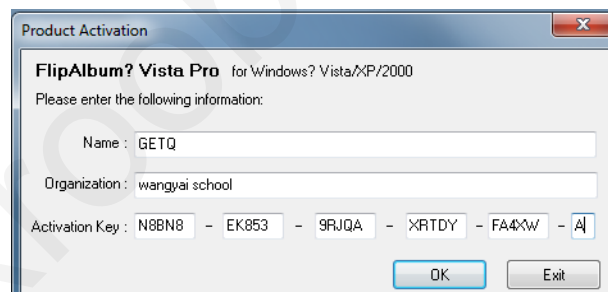 Product Activation
FlipAlbum? Vista Pro for Windows? Vista/XP/2000
Please enter the following information:
Name : GETQ
Organization : wangyai school
Activation Key : N8BN8 - EK853 - 9RJQA - XRTDY - FA4XW - A
OK Exit